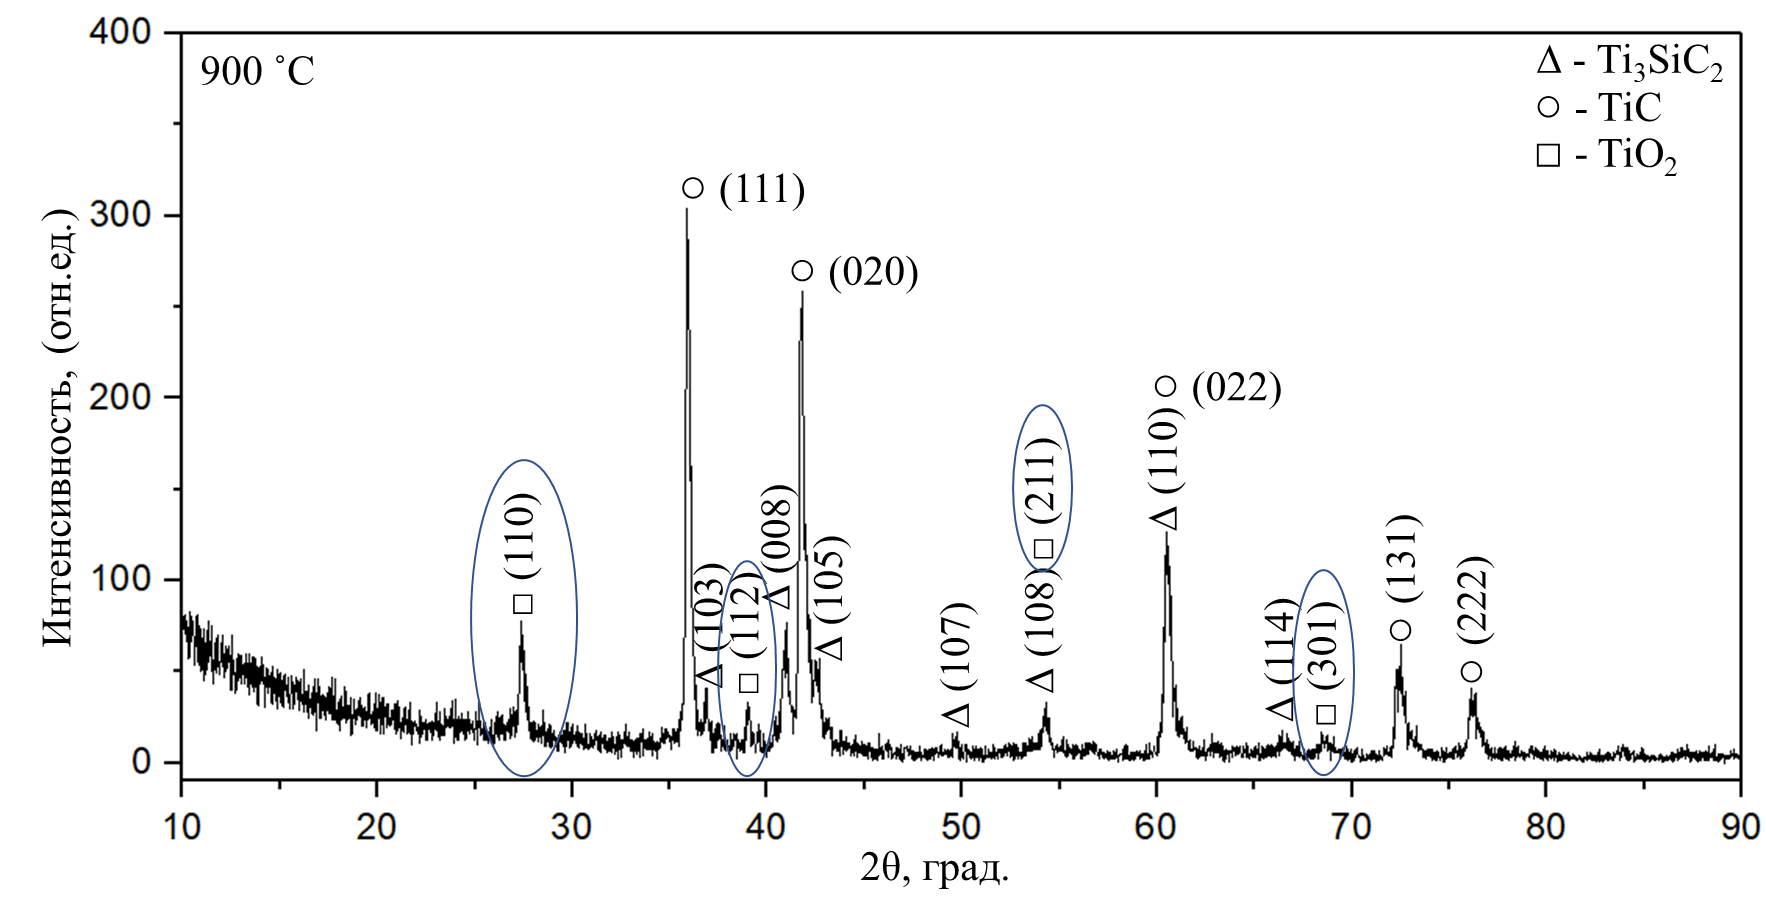 400
900 ˚C
Δ - Ti₃SiC₂
○ - TiC
□ - TiO₂
300
200
100
0
Интенсивность, (отн.ед.)
□ (110)
○ (111)
Δ (103)
□ (112)
Δ (008)
○ (020)
Δ (105)
Δ (107)
□ (211)
Δ (108)
○ (022)
Δ (110)
Δ (114)
□ (301)
○ (131)
○ (222)
10 20 30 40 50 60 70 80 90
2θ, град.